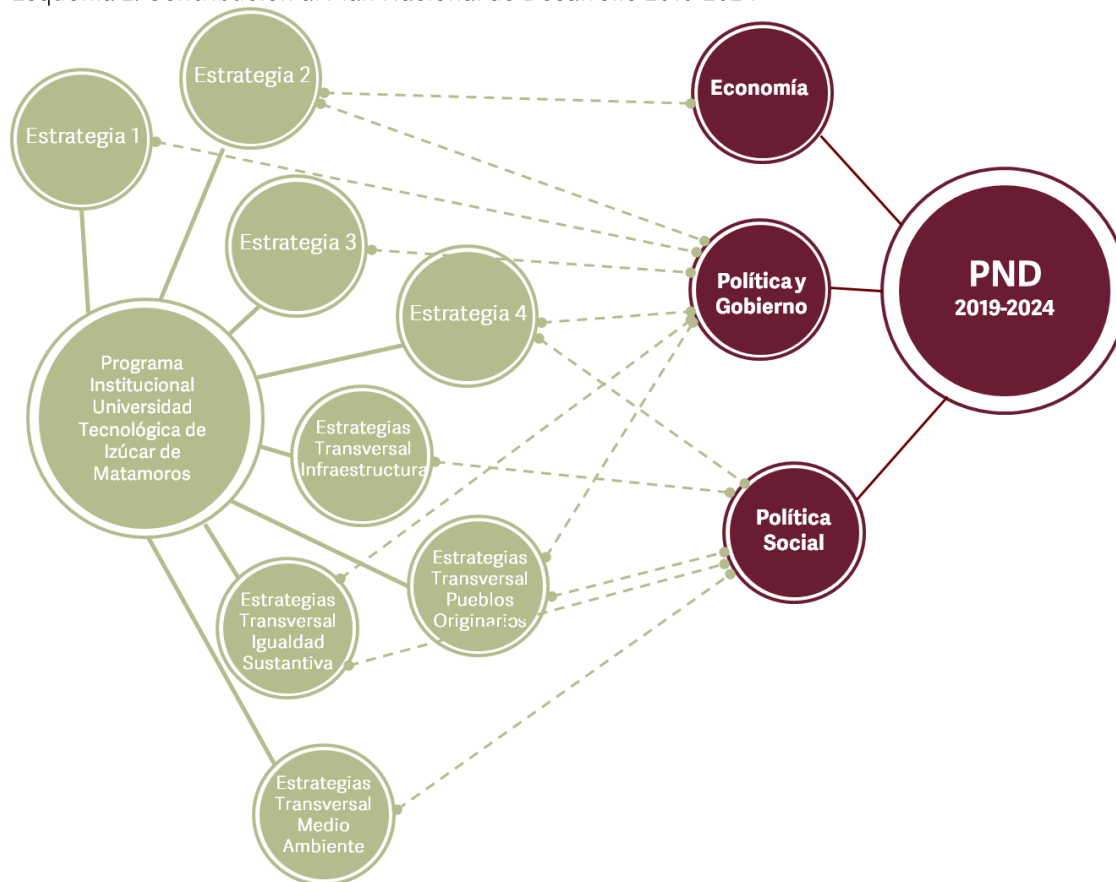 Estrategia 2
Economía
Estrategia 1
Estrategia 3
Política y
Gobierno
PND
2019-2024
Estrategia 4
Programa
Institucional
Universidad
Tecnológica de
Izúcar de
Matamoros
Estrategias
Transversal
Infraestructura
Política
Social
Estrategias
Transversal
Pueblos
Originarios
Estrategias
Transversal
Igualdad
Sustantiva
Estrategias
Transversal
Medio
Ambiente